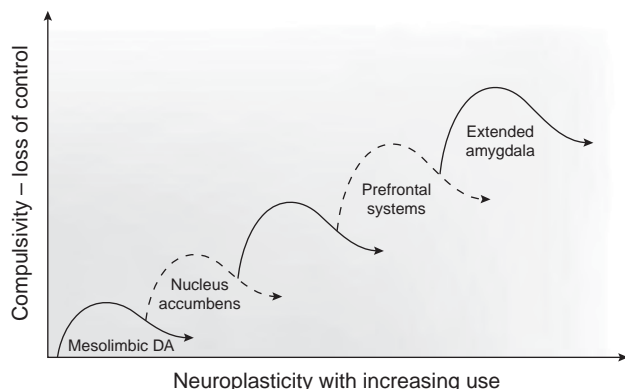 Compulsivity – loss of control
Extended
amygdala
Prefrontal
systems
Nucleus
accumbens
Mesolimbic DA
Neuroplasticity with increasing use